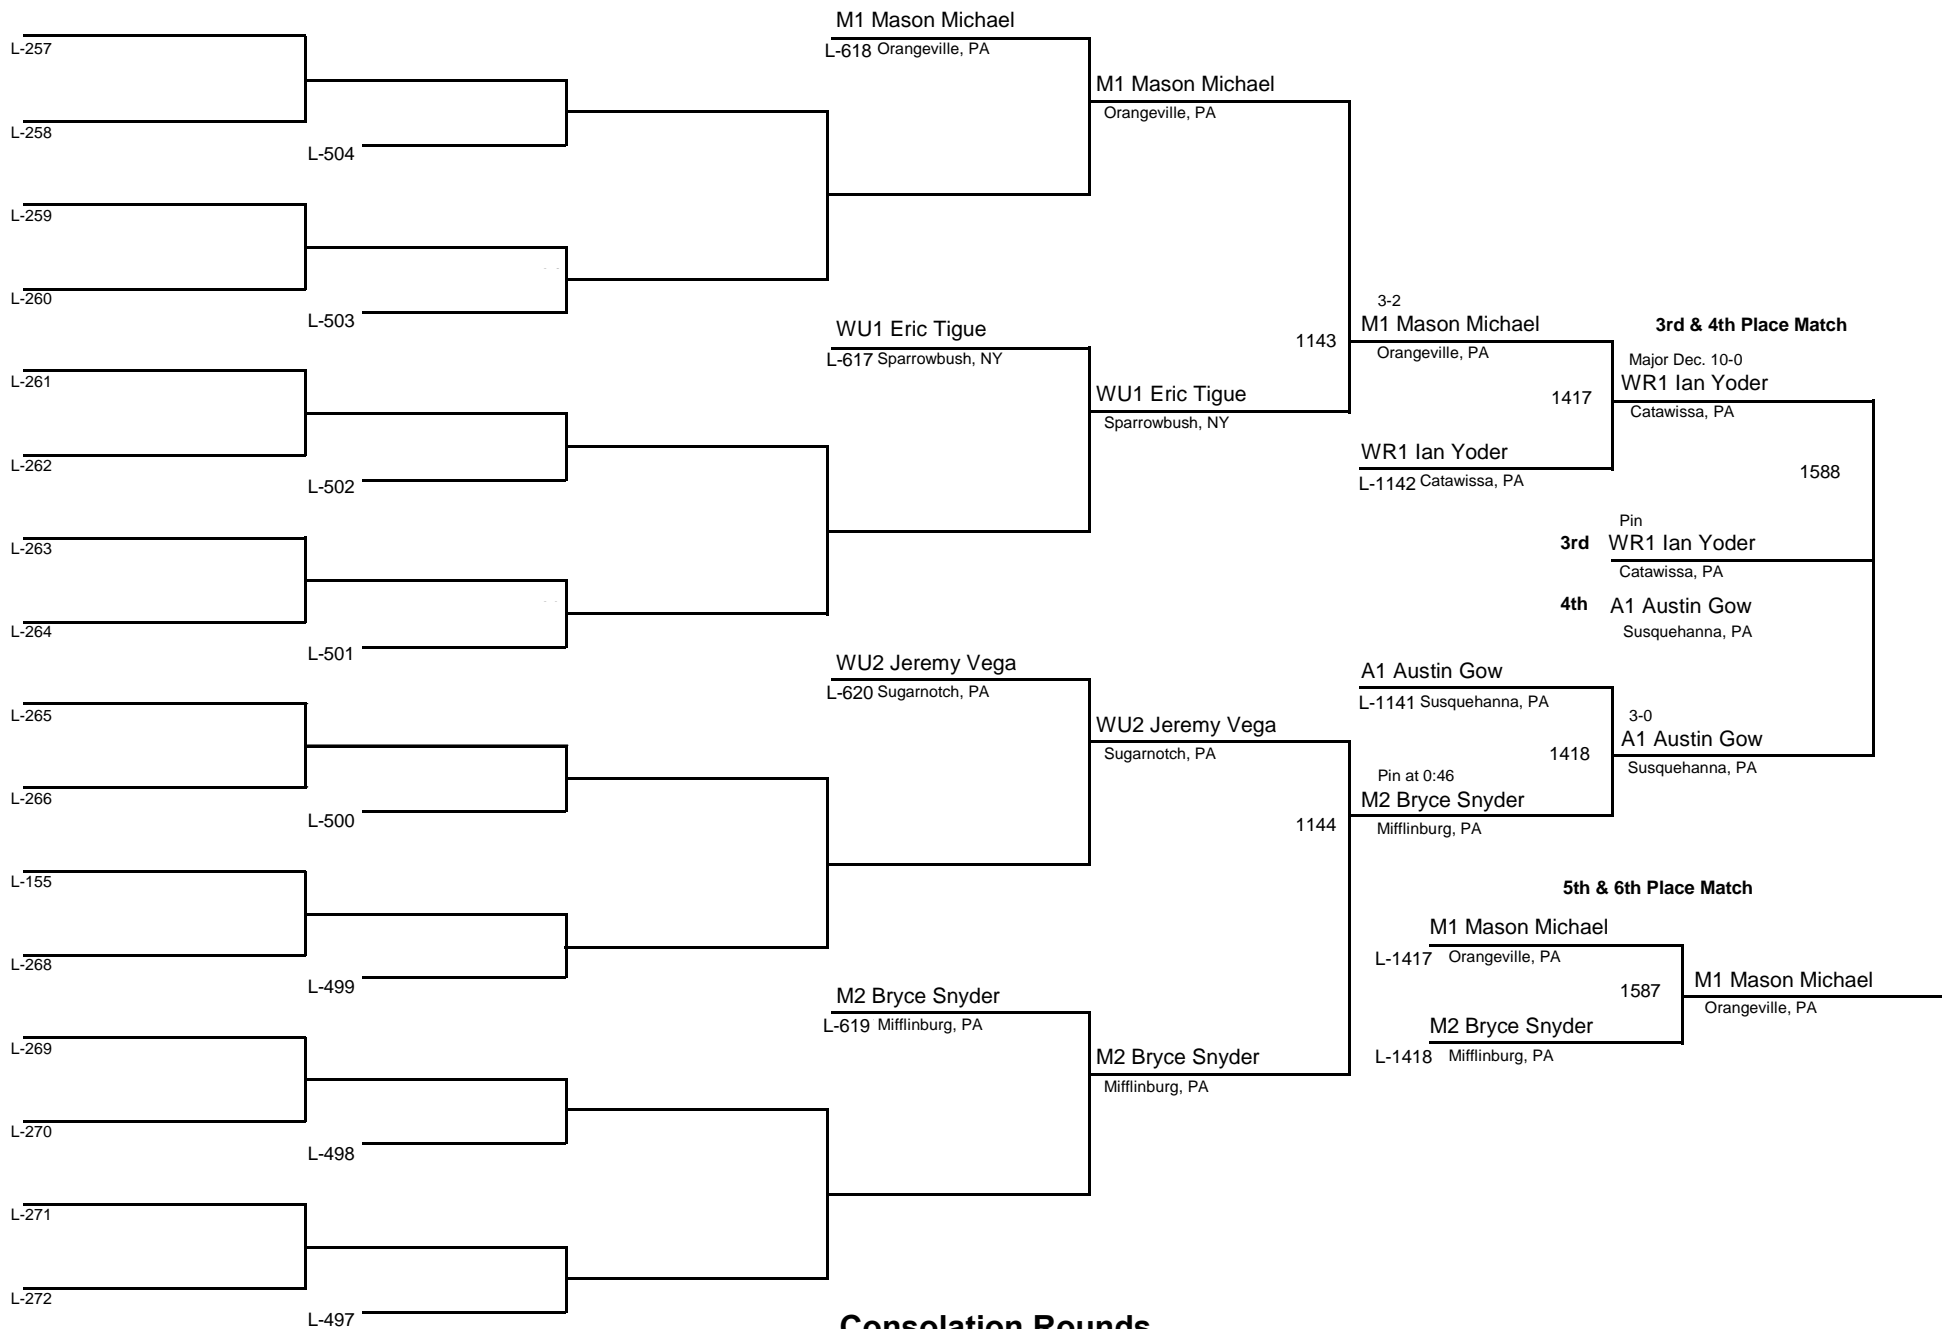 L-257
L-258
L-504
L-259
L-260
L-503
L-261
L-262
L-502
L-263
L-264
L-501
L-265
L-266
L-500
L-155
L-268
L-499
L-269
L-270
L-498
L-271
L-272
L-497
M1 Mason Michael
L-618 Orangeville, PA
WU1 Eric Tigue
L-617 Sparrowbush, NY
WU2 Jeremy Vega
L-620 Sugarnotch, PA
M2 Bryce Snyder
L-619 Mifflinburg, PA
M1 Mason Michael
Orangeville, PA
1143
WU1 Eric Tigue
Sparrowbush, NY
WU2 Jeremy Vega
Sugarnotch, PA
1144
M2 Bryce Snyder
Mifflinburg, PA
3-2
M1 Mason Michael
Orangeville, PA
1417
WR1 Ian Yoder
L-1142 Catawissa, PA
A1 Austin Gow
L-1141 Susquehanna, PA
1418
Pin at 0:46
M2 Bryce Snyder
Mifflinburg, PA
3rd & 4th Place Match
Major Dec. 10-0
WR1 Ian Yoder
Catawissa, PA
1588
Pin
3rd WR1 Ian Yoder
Catawissa, PA
4th A1 Austin Gow
Susquehanna, PA
3-0
A1 Austin Gow
Susquehanna, PA
5th & 6th Place Match
M1 Mason Michael
L-1417 Orangeville, PA
1587
M2 Bryce Snyder
L-1418 Mifflinburg, PA
M1 Mason Michael
Orangeville, PA
Consolation Rounds